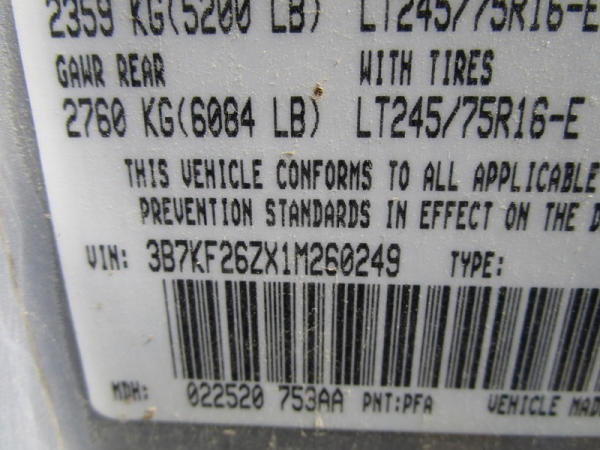 2359 KG(5200 LB) LT245/75R16-E
GAWR REAR WITH TIRES
2760 KG(6084 LB) LT245/75R16-E
THIS VEHICLE CONFORMS TO ALL APPLICABLE
PREVENTION STANDARDS IN EFFECT ON THE D
VIN: 3B7KF26ZX1M260249 TYPE:
MDH: 022520 753AA PNT:PFA VEHICLE MAD